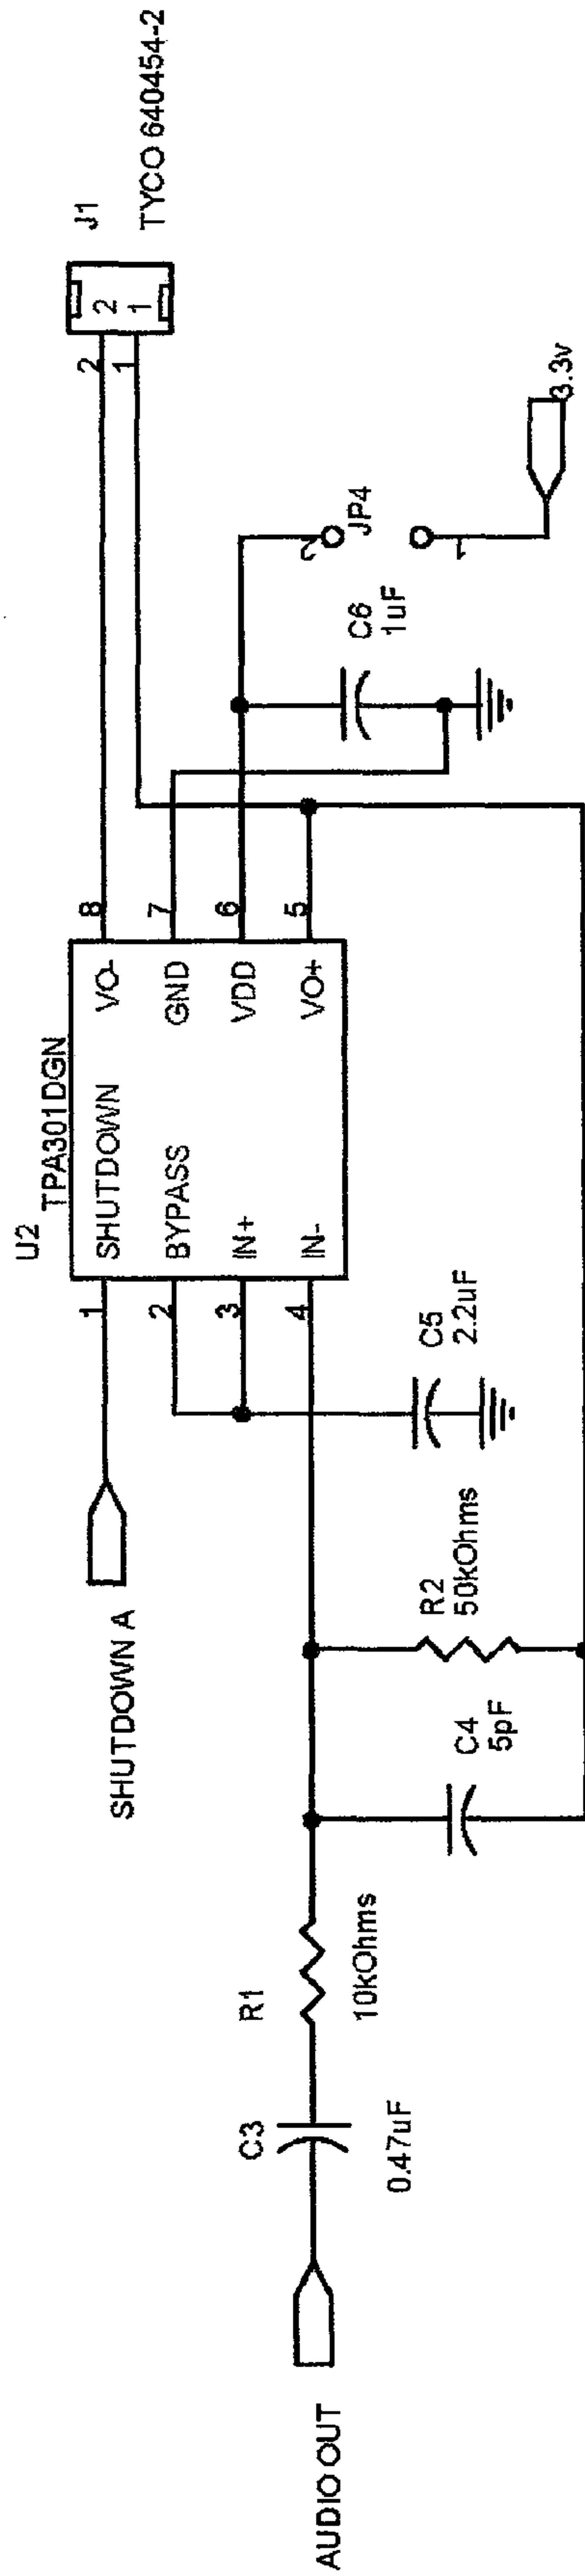 U2
TPA301DGN
J1
TYCO 640454-2
SHUTDOWN A
1
SHUTDOWN
VO-
8
2
2
2
BYPASS
GND
7
1
1
3
IN+
VDD
6
4
IN-
VO+
5
2
JP4
1
3.3v
C6
1uF
C5
2.2uF
R2
50kOhms
C4
5pF
R1
10kOhms
C3
0.47uF
AUDIO OUT